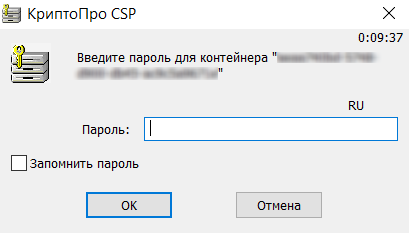 КриптоПро CSP
0:09:37
Введите пароль для контейнера "
"
RU
Пароль:
Запомнить пароль
OK
Отмена